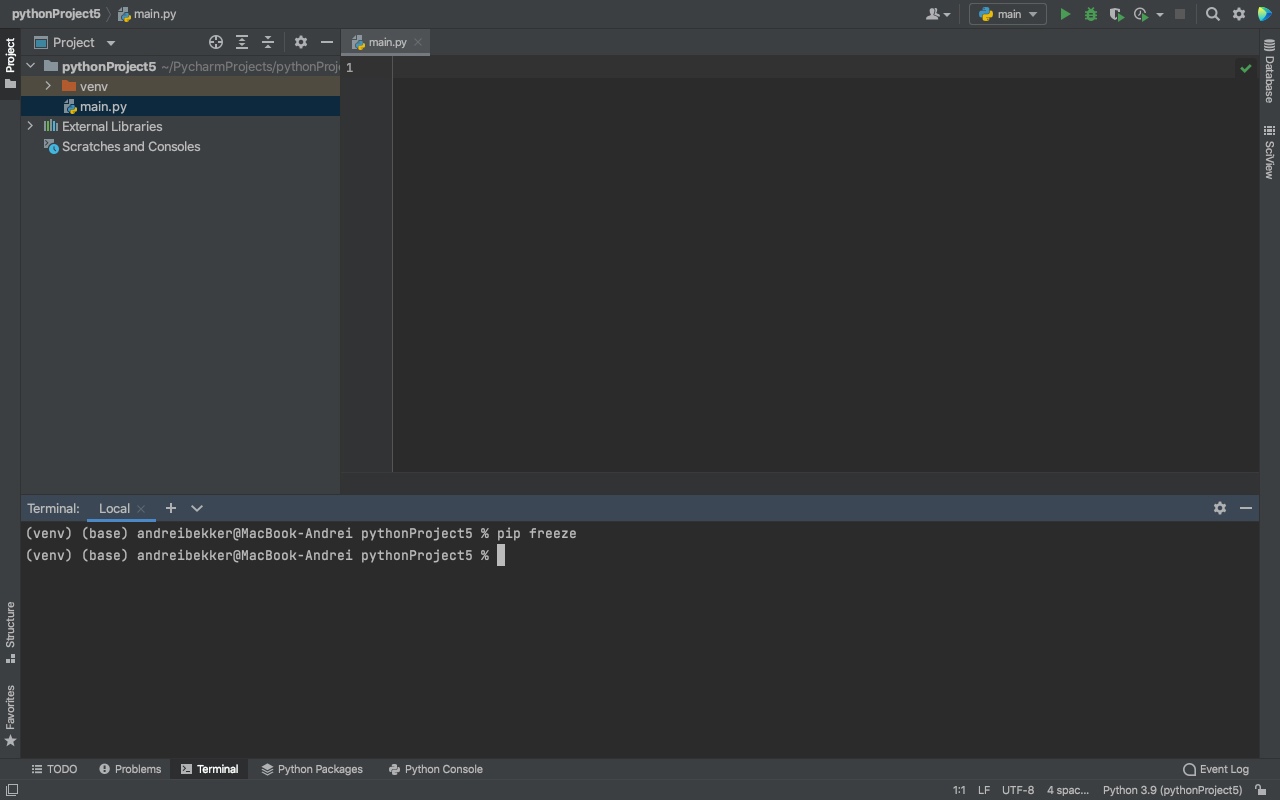 pythonProject5 main.py
main
Project
main.py
Project
pythonProject5 ~/PycharmProjects/pythonProj
1
venv
main.py
External Libraries
Scratches and Consoles
Database
SciView
Terminal: Local
(venv) (base) andreibekker@MacBook-Andrei pythonProject5 % pip freeze
(venv) (base) andreibekker@MacBook-Andrei pythonProject5 %
Structure
Favorites
TODO Problems Terminal Python Packages Python Console Event Log
1:1 LF UTF-8 4 spac... Python 3.9 (pythonProject5)